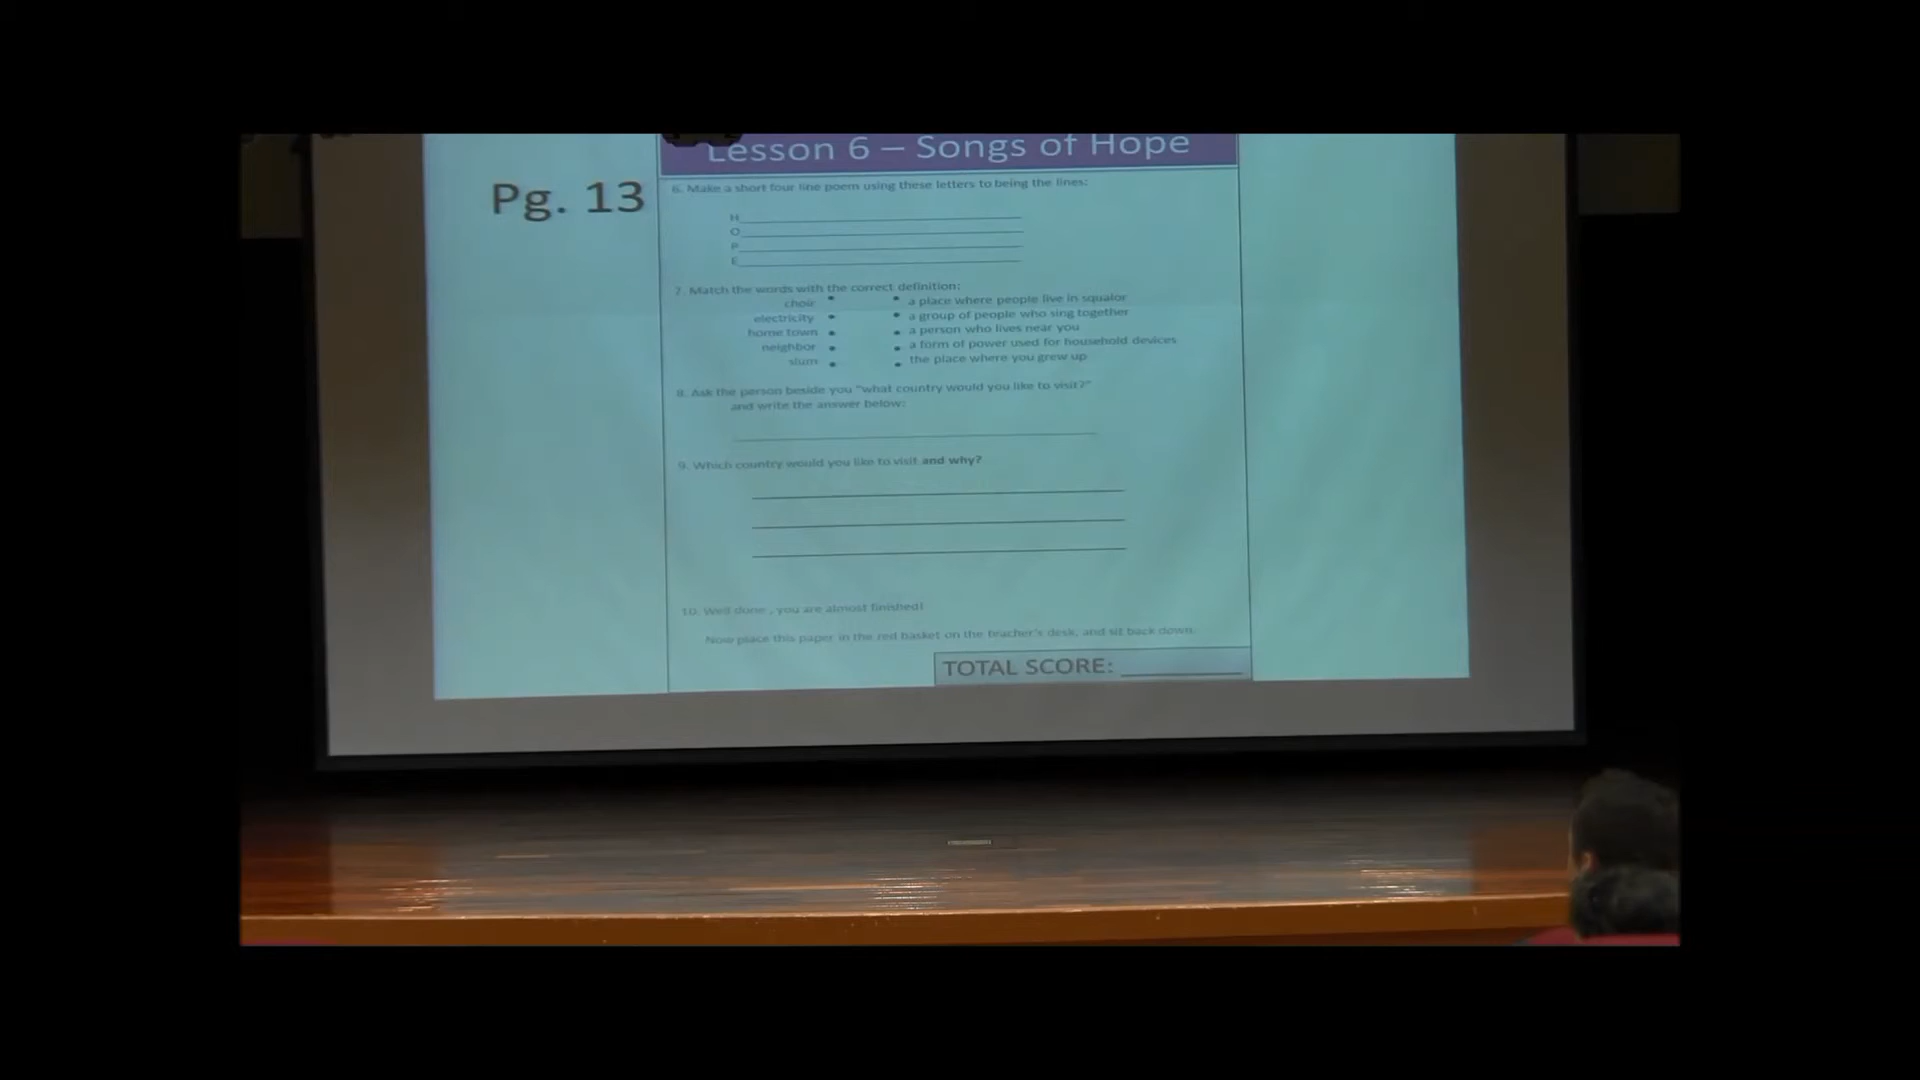 Lesson 6 – Songs of Hope
Pg. 13
6. Make a short four line poem using these letters to being the lines:
H
O
P
E
7. Match the words with the correct definition:
choir • • a place where people live in squalor
electricity • • a group of people who sing together
home town • • a person who lives near you
neighbor • • a form of power used for household devices
slum • • the place where you grew up
8. Ask the person beside you "what country would you like to visit?"
and write the answer below:
9. Which country would you like to visit and why?
10. Well done , you are almost finished!
Now place this paper in the red basket on the teacher's desk, and sit back down.
TOTAL SCORE: